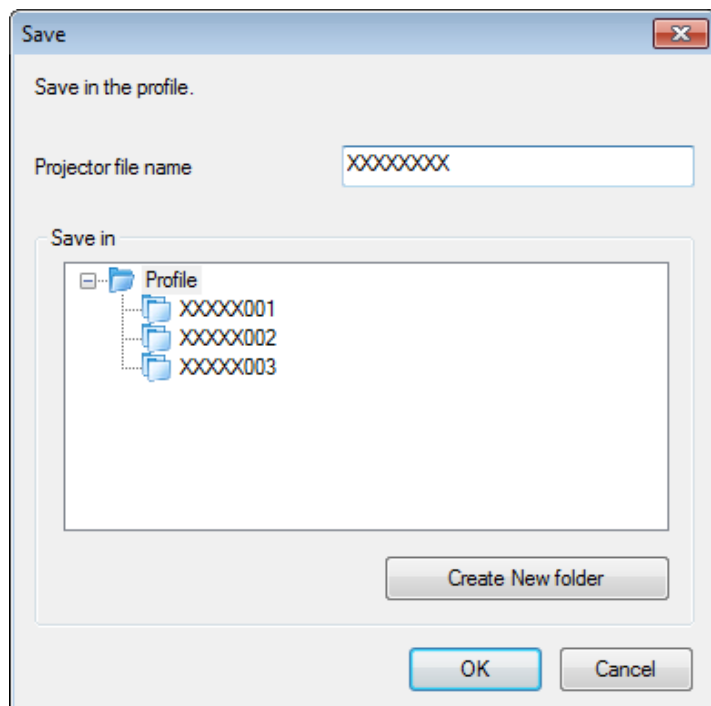 Save
Save in the profile.
Projector file name XXXXXXXX
Save in
Profile
XXXXX001
XXXXX002
XXXXX003
Create New folder
OK Cancel